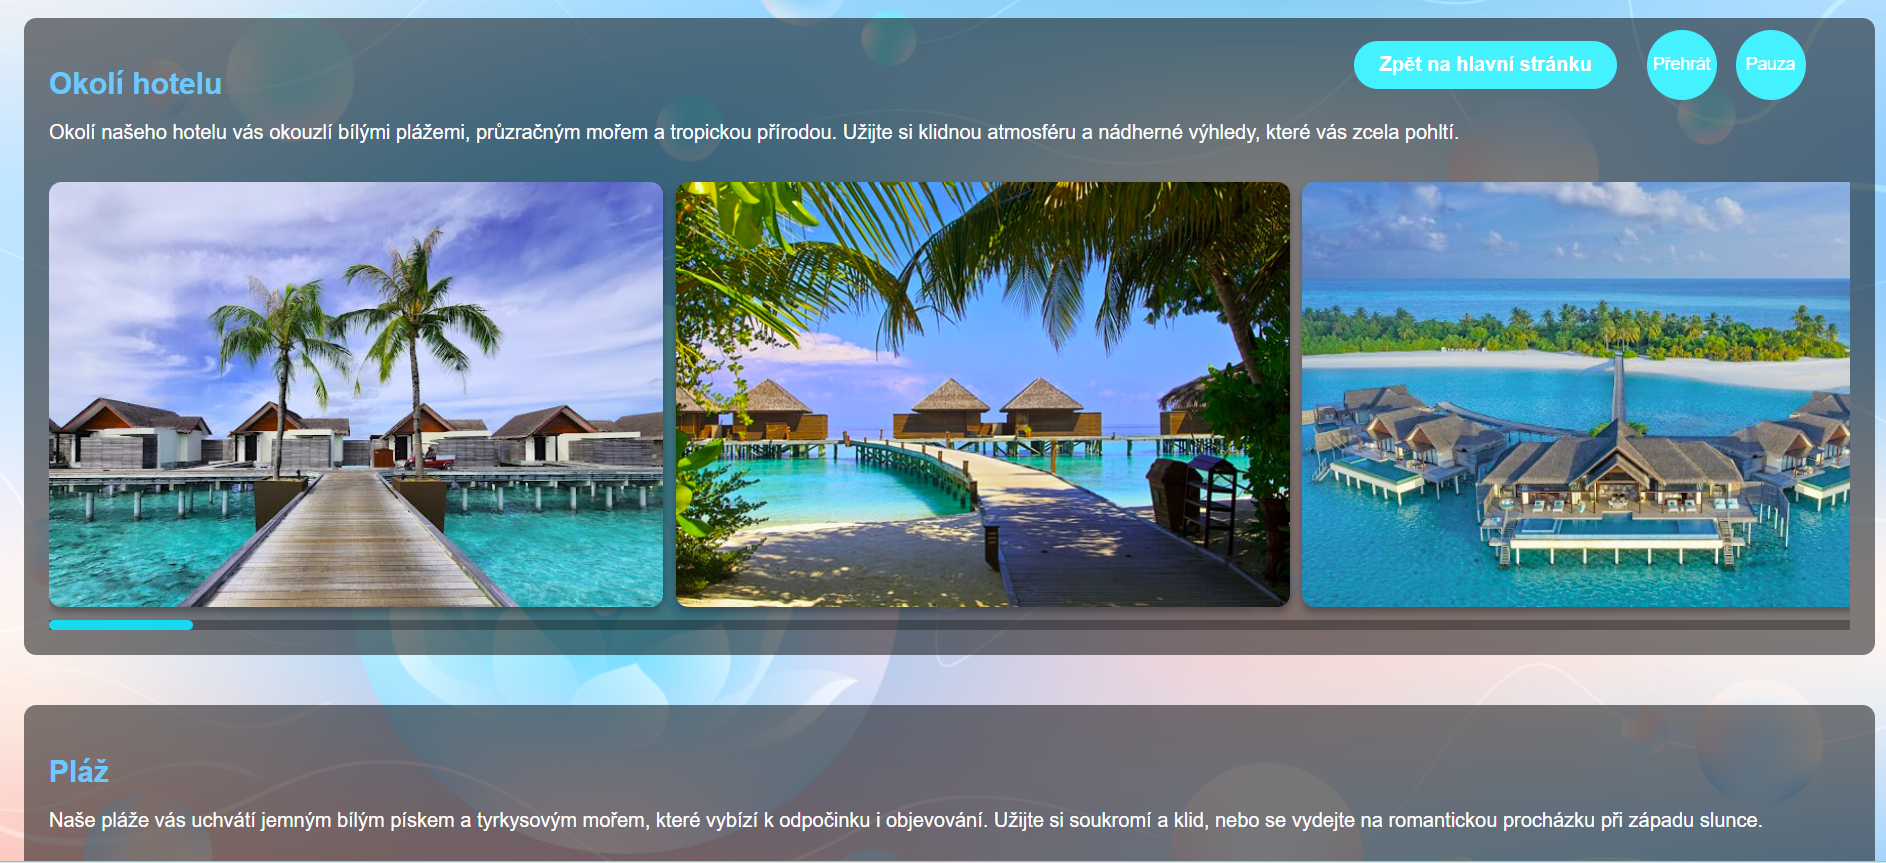 Okolí hotelu
Zpět na hlavní stránku
Přehrát
Pauza
Okolí našeho hotelu vás okouzlí bílými plážemi, průzračným mořem a tropickou přírodou. Užijte si klidnou atmosféru a nádherné výhledy, které vás zcela pohltí.
Pláž
Naše pláže vás uchvátí jemným bílým pískem a tyrkysovým mořem, které vybízí k odpočinku i objevování. Užijte si soukromí a klid, nebo se vydejte na romantickou procházku při západu slunce.